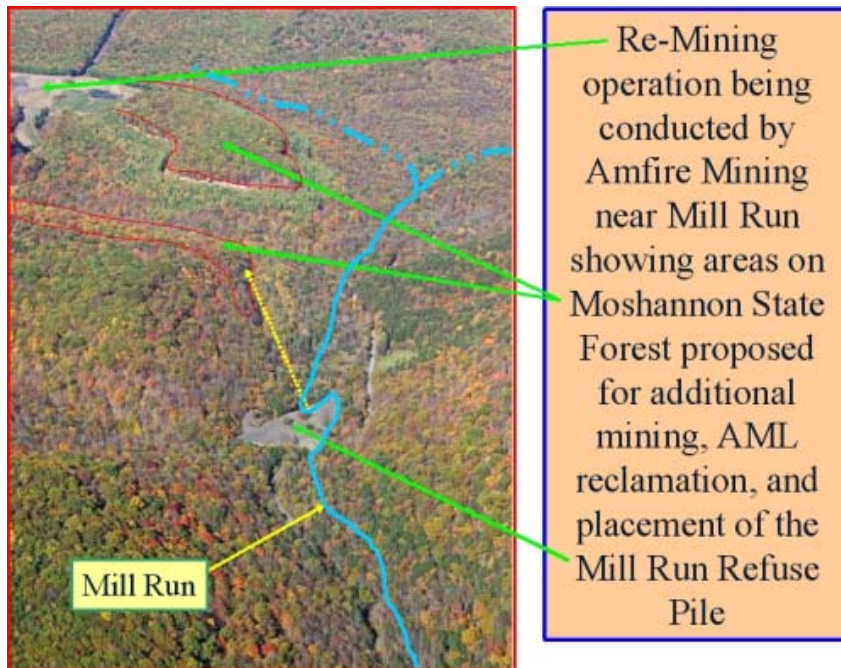 Re-Mining
operation being
conducted by
Amfire Mining
near Mill Run
showing areas on
Moshannon State
Forest proposed
for additional
mining, AML
reclamation, and
placement of the
Mill Run Refuse
Pile
Mill Run